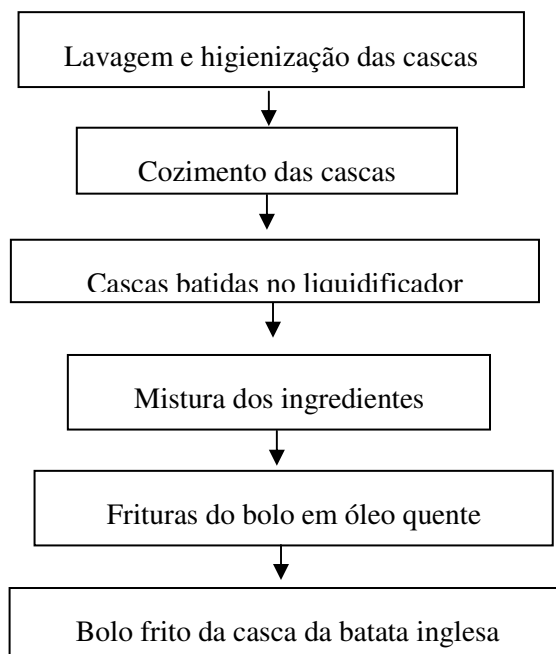 Lavagem e higienização das cascas
Cozimento das cascas
Cascas batidas no liquidificador
Mistura dos ingredientes
Frituras do bolo em óleo quente
Bolo frito da casca da batata inglesa